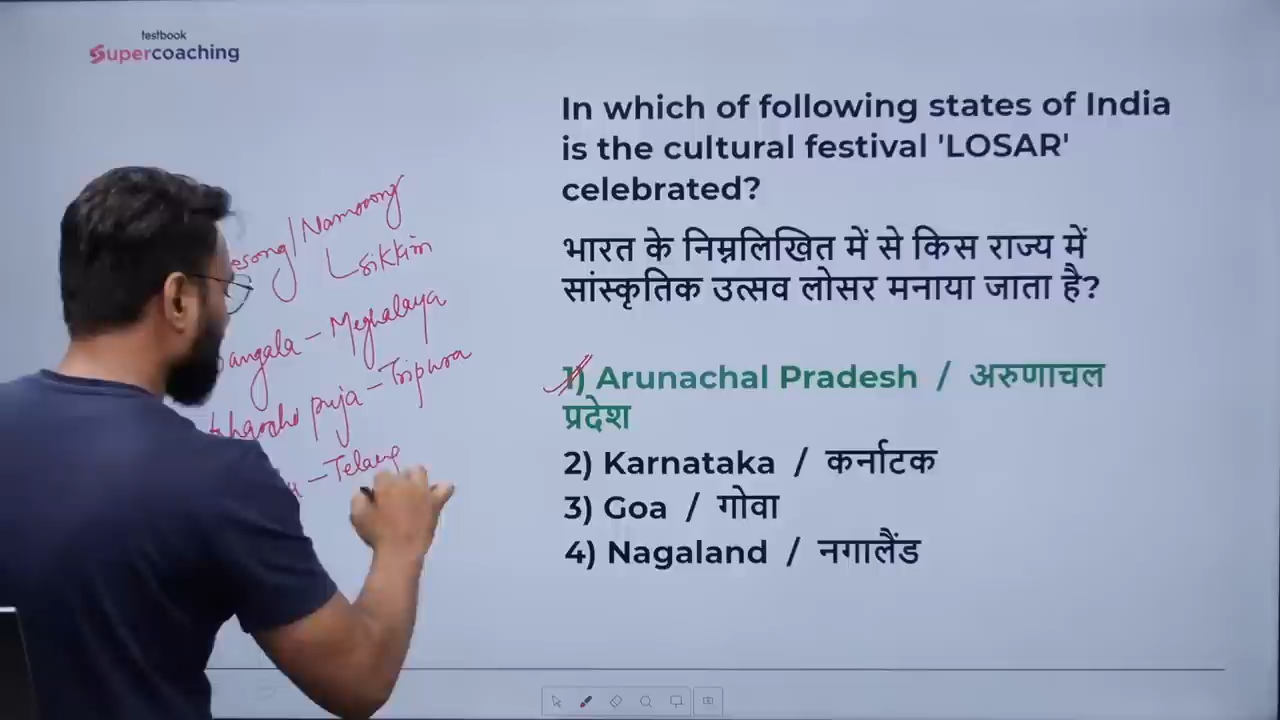 testbook
Supercoaching
In which of following states of India
is the cultural festival 'LOSAR'
celebrated?
भारत के निम्नलिखित में से किस राज्य में
सांस्कृतिक उत्सव लोसर मनाया जाता है?
1) Arunachal Pradesh / अरुणाचल
प्रदेश
2) Karnataka / कर्नाटक
3) Goa / गोवा
4) Nagaland / नगालैंड
esong/Namsoong
sikkim
angala - Meghalaya
puja - Tripura
- Telang